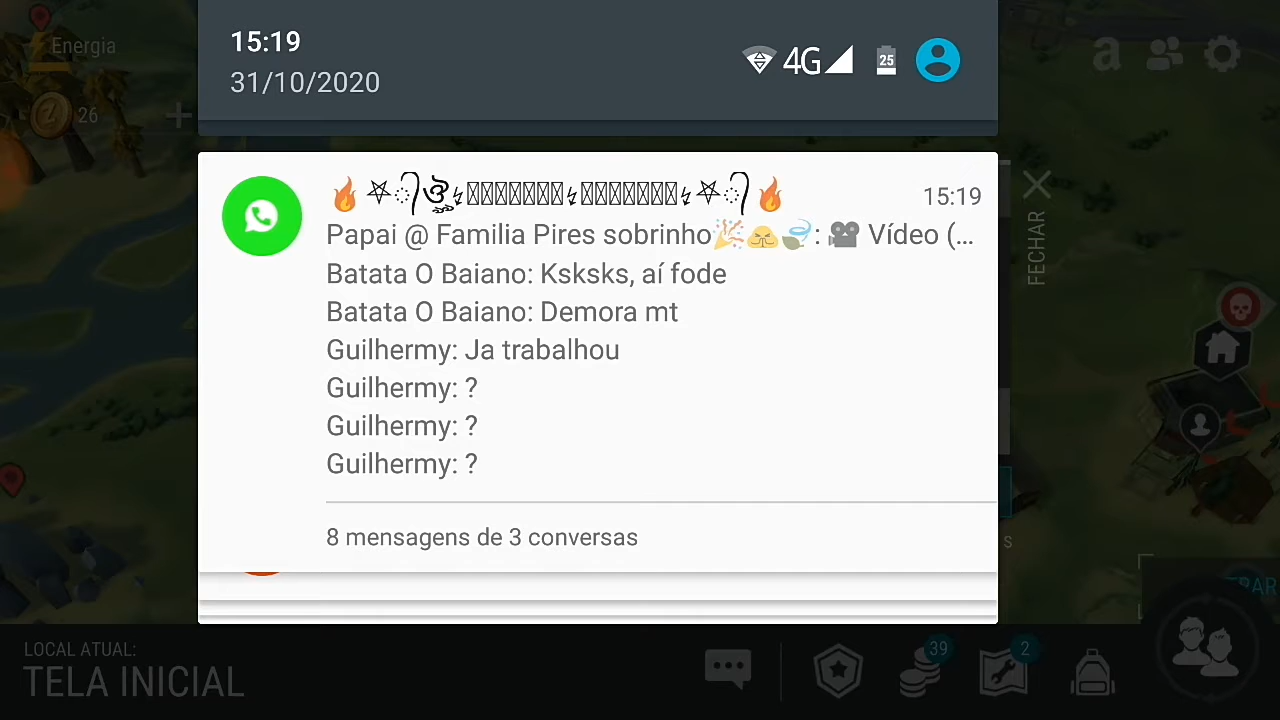 15:19
31/10/2020
4G
25
Energia
26
15:19
Papai @ Familia Pires sobrinho🎉🙏🍃: 🎥 Vídeo (…
Batata O Baiano: Ksksks, aí fode
Batata O Baiano: Demora mt
Guilhermy: Ja trabalhou
Guilhermy: ?
Guilhermy: ?
Guilhermy: ?
8 mensagens de 3 conversas
a
FECHAR
LOCAL ATUAL:
TELA INICIAL
39
2